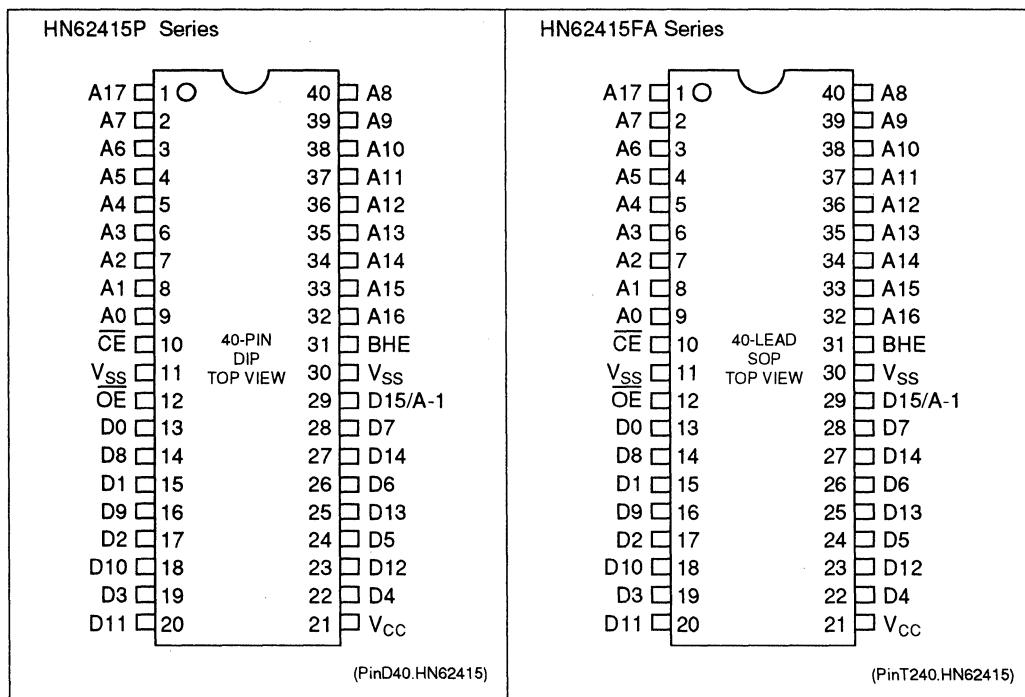 HN62415P Series
A17 1 40 A8
A7 2 39 A9
A6 3 38 A10
A5 4 37 A11
A4 5 36 A12
A3 6 35 A13
A2 7 34 A14
A1 8 33 A15
A0 9 32 A16
C̅E̅ 10 40-PIN 31 BHE
DIP
VSS 11 TOP VIEW 30 VSS
O̅E̅ 12 29 D15/A-1
D0 13 28 D7
D8 14 27 D14
D1 15 26 D6
D9 16 25 D13
D2 17 24 D5
D10 18 23 D12
D3 19 22 D4
D11 20 21 VCC
(PinD40.HN62415)
HN62415FA Series
A17 1 40 A8
A7 2 39 A9
A6 3 38 A10
A5 4 37 A11
A4 5 36 A12
A3 6 35 A13
A2 7 34 A14
A1 8 33 A15
A0 9 32 A16
C̅E̅ 10 40-LEAD 31 BHE
SOP
VSS 11 TOP VIEW 30 VSS
O̅E̅ 12 29 D15/A-1
D0 13 28 D7
D8 14 27 D14
D1 15 26 D6
D9 16 25 D13
D2 17 24 D5
D10 18 23 D12
D3 19 22 D4
D11 20 21 VCC
(PinT240.HN62415)